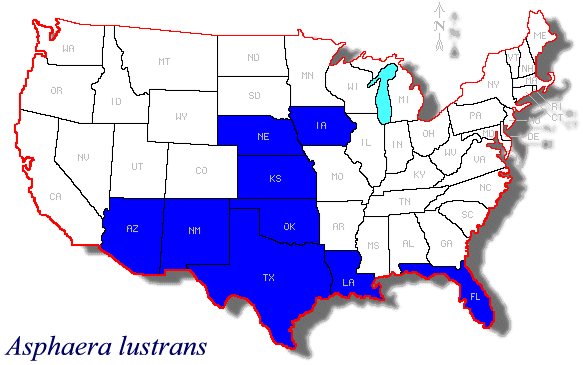 N
N
WA
MT
ND
MN
ME
VT
NH
MA
RI
CT
NJ
DE
MD
OR
ID
SD
WI
MI
NY
WY
NE
IA
PA
NV
UT
CO
KS
MO
IL
IN
OH
WV
VA
KY
CA
AZ
NM
OK
AR
TN
NC
SC
TX
LA
MS
AL
GA
FL
Asphaera lustrans